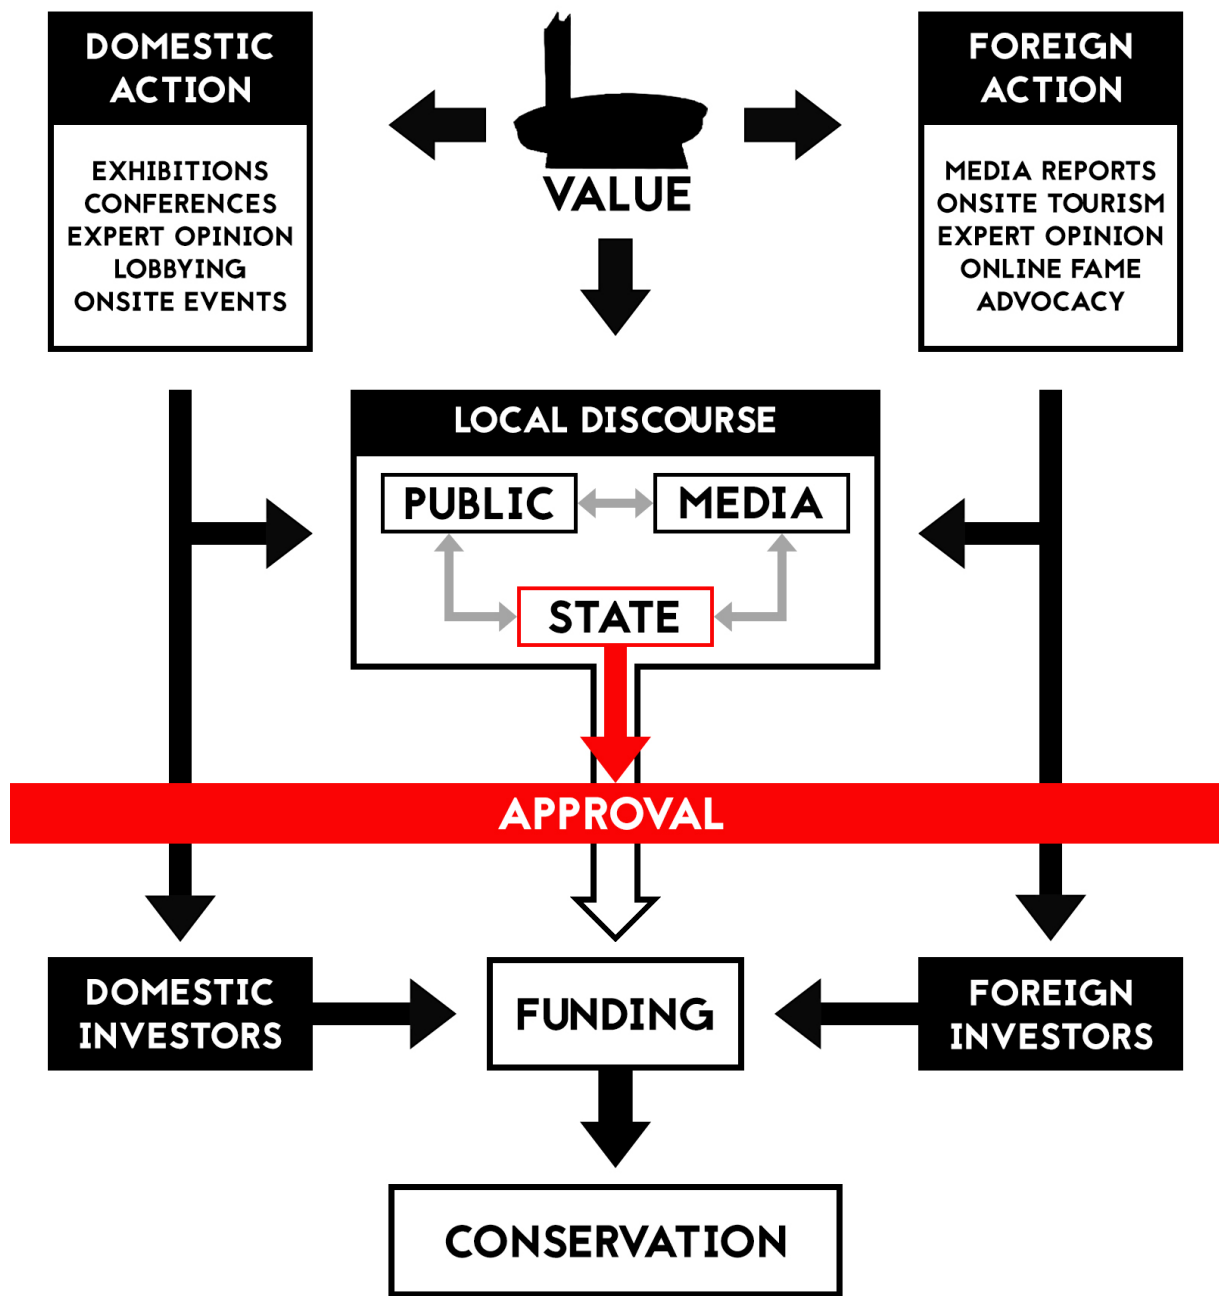 DOMESTIC
ACTION
EXHIBITIONS
CONFERENCES
EXPERT OPINION
LOBBYING
ONSITE EVENTS
VALUE
FOREIGN
ACTION
MEDIA REPORTS
ONSITE TOURISM
EXPERT OPINION
ONLINE FAME
ADVOCACY
LOCAL DISCOURSE
PUBLIC
MEDIA
STATE
APPROVAL
DOMESTIC
INVESTORS
FUNDING
FOREIGN
INVESTORS
CONSERVATION